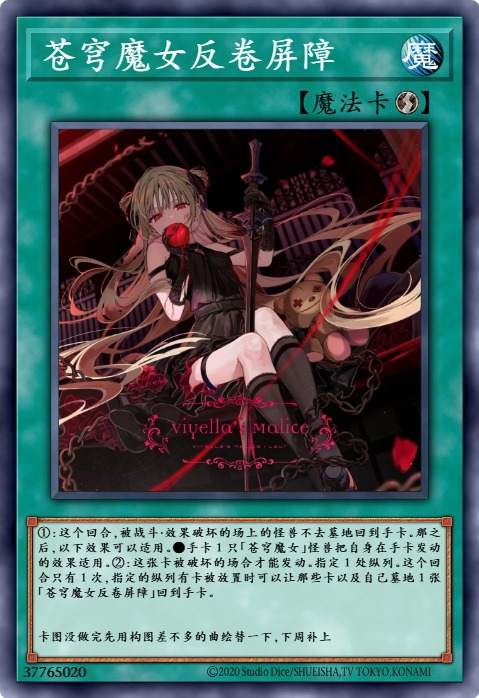 苍穹魔女反卷屏障
魔
【魔法卡】
Viyella's Malice
①:这个回合,被战斗·效果破坏的场上的怪兽不去墓地回到手卡。那之
后,以下效果可以适用。●手卡1只「苍穹魔女」怪兽把自身在手卡发动
的效果适用。②:这张卡被破坏的场合才能发动。指定1处纵列。这个回
合只有1次,指定的纵列有卡被放置时可以让那些卡以及自己墓地1张
「苍穹魔女反卷屏障」回到手卡。
卡图没做完先用构图差不多的曲绘替一下,下周补上
37765020
©2020 Studio Dice/SHUEISHA,TV TOKYO,KONAMI